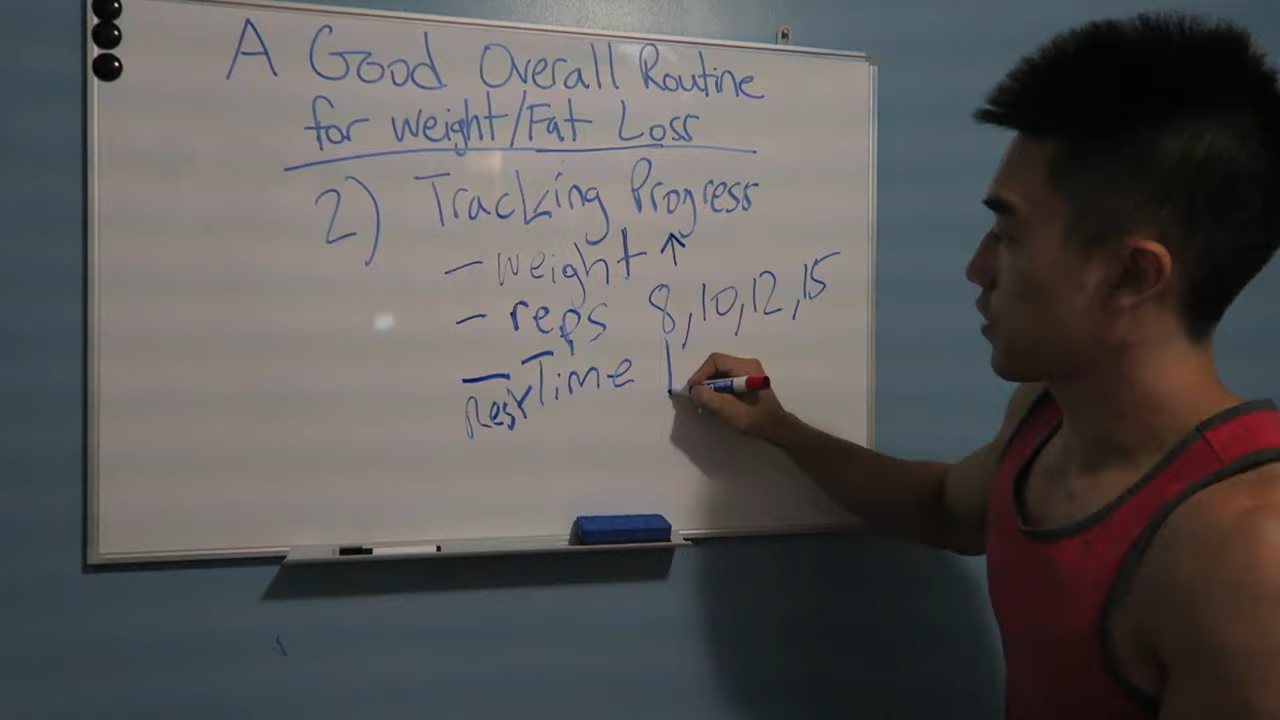 A Good Overall Routine
for weight/Fat Loss
2) Tracking Progress
- weight ↑
- reps 8, 10, 12, 15
- Time
Rest